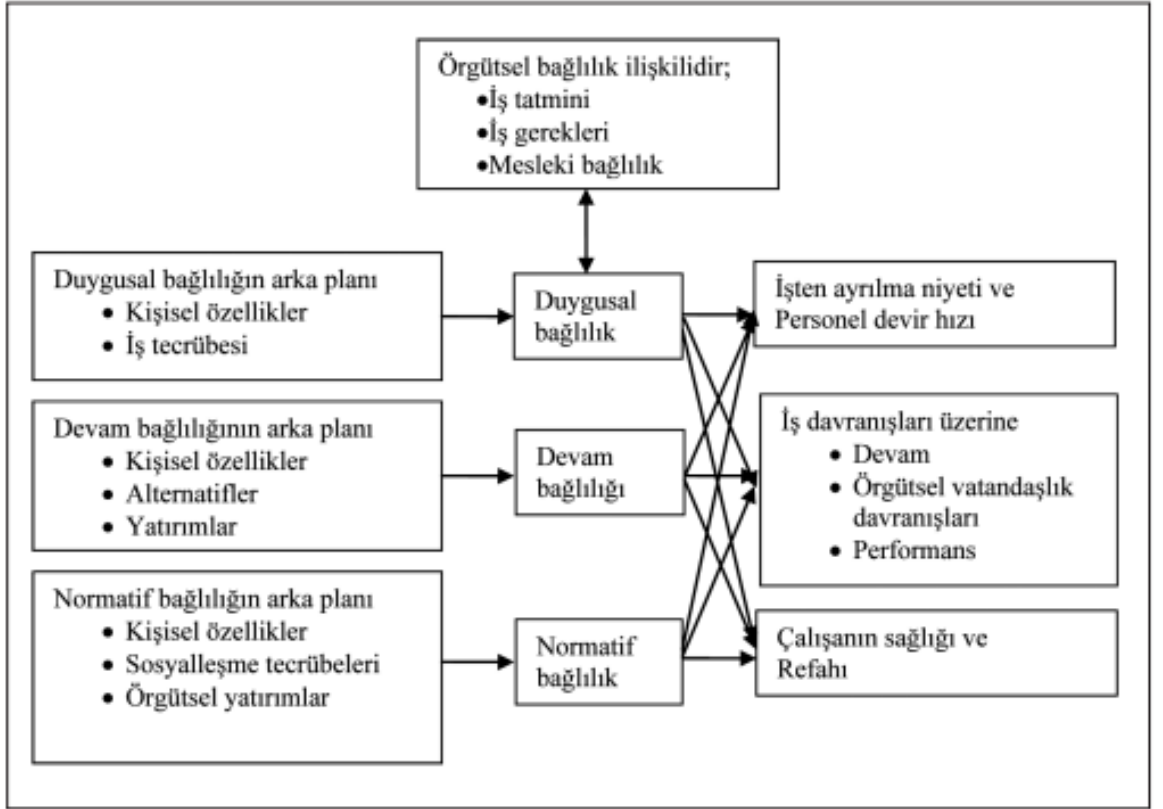 Örgütsel bağlılık ilişkilidir;
•İş tatmini
•İş gerekleri
•Mesleki bağlılık
Duygusal bağlılığın arka planı
• Kişisel özellikler
• İş tecrübesi
Duygusal
bağlılık
İşten ayrılma niyeti ve
Personel devir hızı
Devam bağlılığının arka planı
• Kişisel özellikler
• Alternatifler
• Yatırımlar
Devam
bağlılığı
İş davranışları üzerine
• Devam
• Örgütsel vatandaşlık
davranışları
• Performans
Normatif bağlılığın arka planı
• Kişisel özellikler
• Sosyalleşme tecrübeleri
• Örgütsel yatırımlar
Normatif
bağlılık
Çalışanın sağlığı ve
Refahı